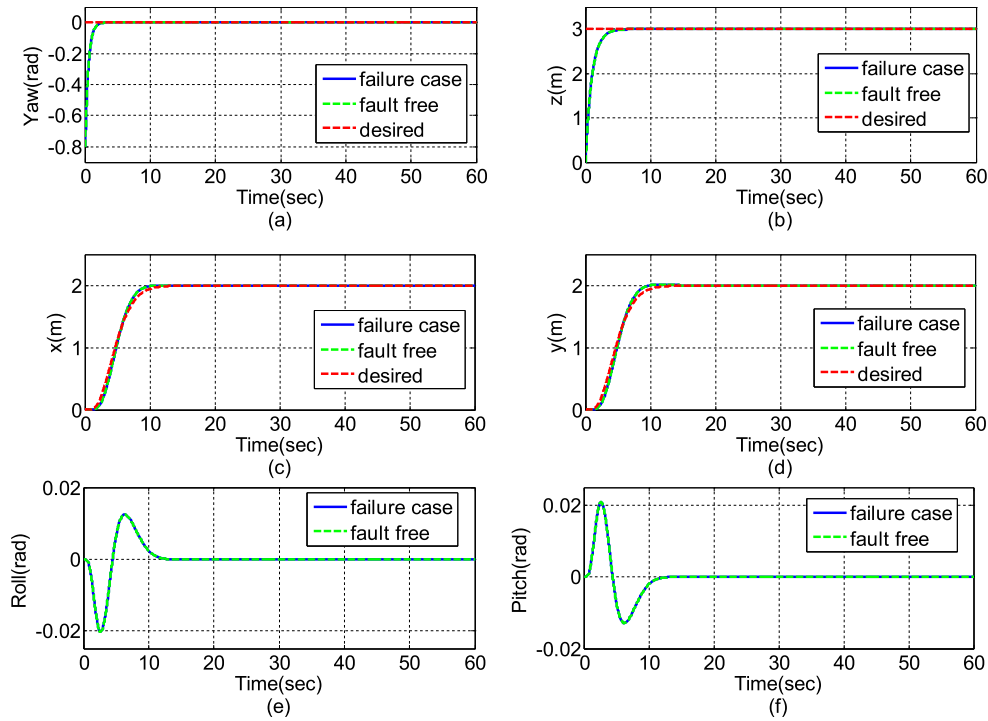 0
-0.2
-0.4
-0.6
-0.8
Yaw(rad)
failure case
fault free
desired
0 10 20 30 40 50 60
Time(sec)
(a)
3
2
1
0
z(m)
failure case
fault free
desired
0 10 20 30 40 50 60
Time(sec)
(b)
2
1
0
x(m)
failure case
fault free
desired
0 10 20 30 40 50 60
Time(sec)
(c)
2
1
0
y(m)
failure case
fault free
desired
0 10 20 30 40 50 60
Time(sec)
(d)
0.02
0
-0.02
Roll(rad)
failure case
fault free
0 10 20 30 40 50 60
Time(sec)
(e)
0.02
0
-0.02
Pitch(rad)
failure case
fault free
0 10 20 30 40 50 60
Time(sec)
(f)